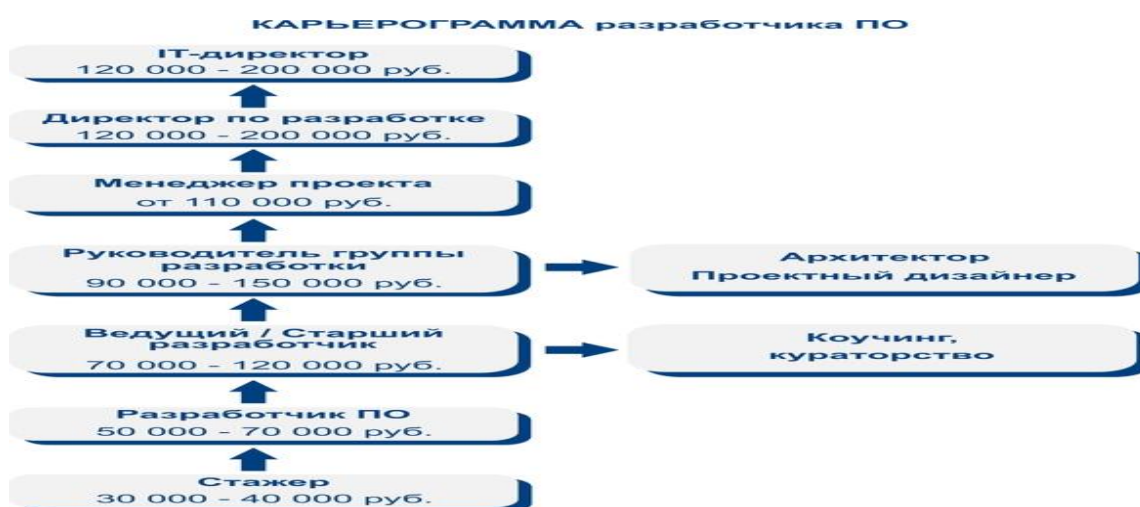 КАРЬЕРОГРАММА разработчика ПО
IT-директор
120 000 - 200 000 руб.
Директор по разработке
120 000 - 200 000 руб.
Менеджер проекта
от 110 000 руб.
Руководитель группы
разработки
90 000 - 150 000 руб.
Архитектор
Проектный дизайнер
Ведущий / Старший
разработчик
70 000 - 120 000 руб.
Коучинг,
кураторство
Разработчик ПО
50 000 - 70 000 руб.
Стажер
30 000 - 40 000 руб.